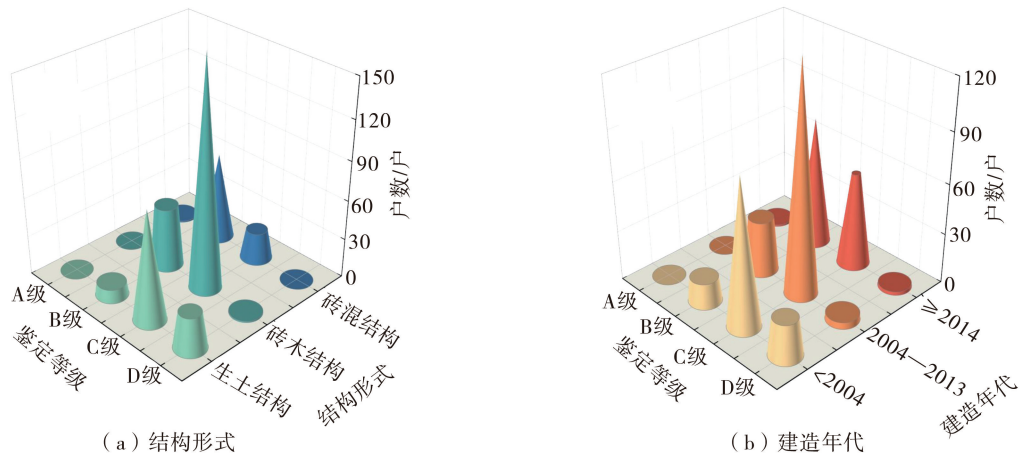 150
120
90
60
30
0
户数/户
A级
B级
C级
D级
鉴定等级
生土结构
砖木结构
砖混结构
结构形式
（a）结构形式
120
90
60
30
0
户数/户
A级
B级
C级
D级
鉴定等级
<2004
2004—2013
≥2014
建造年代
（b）建造年代